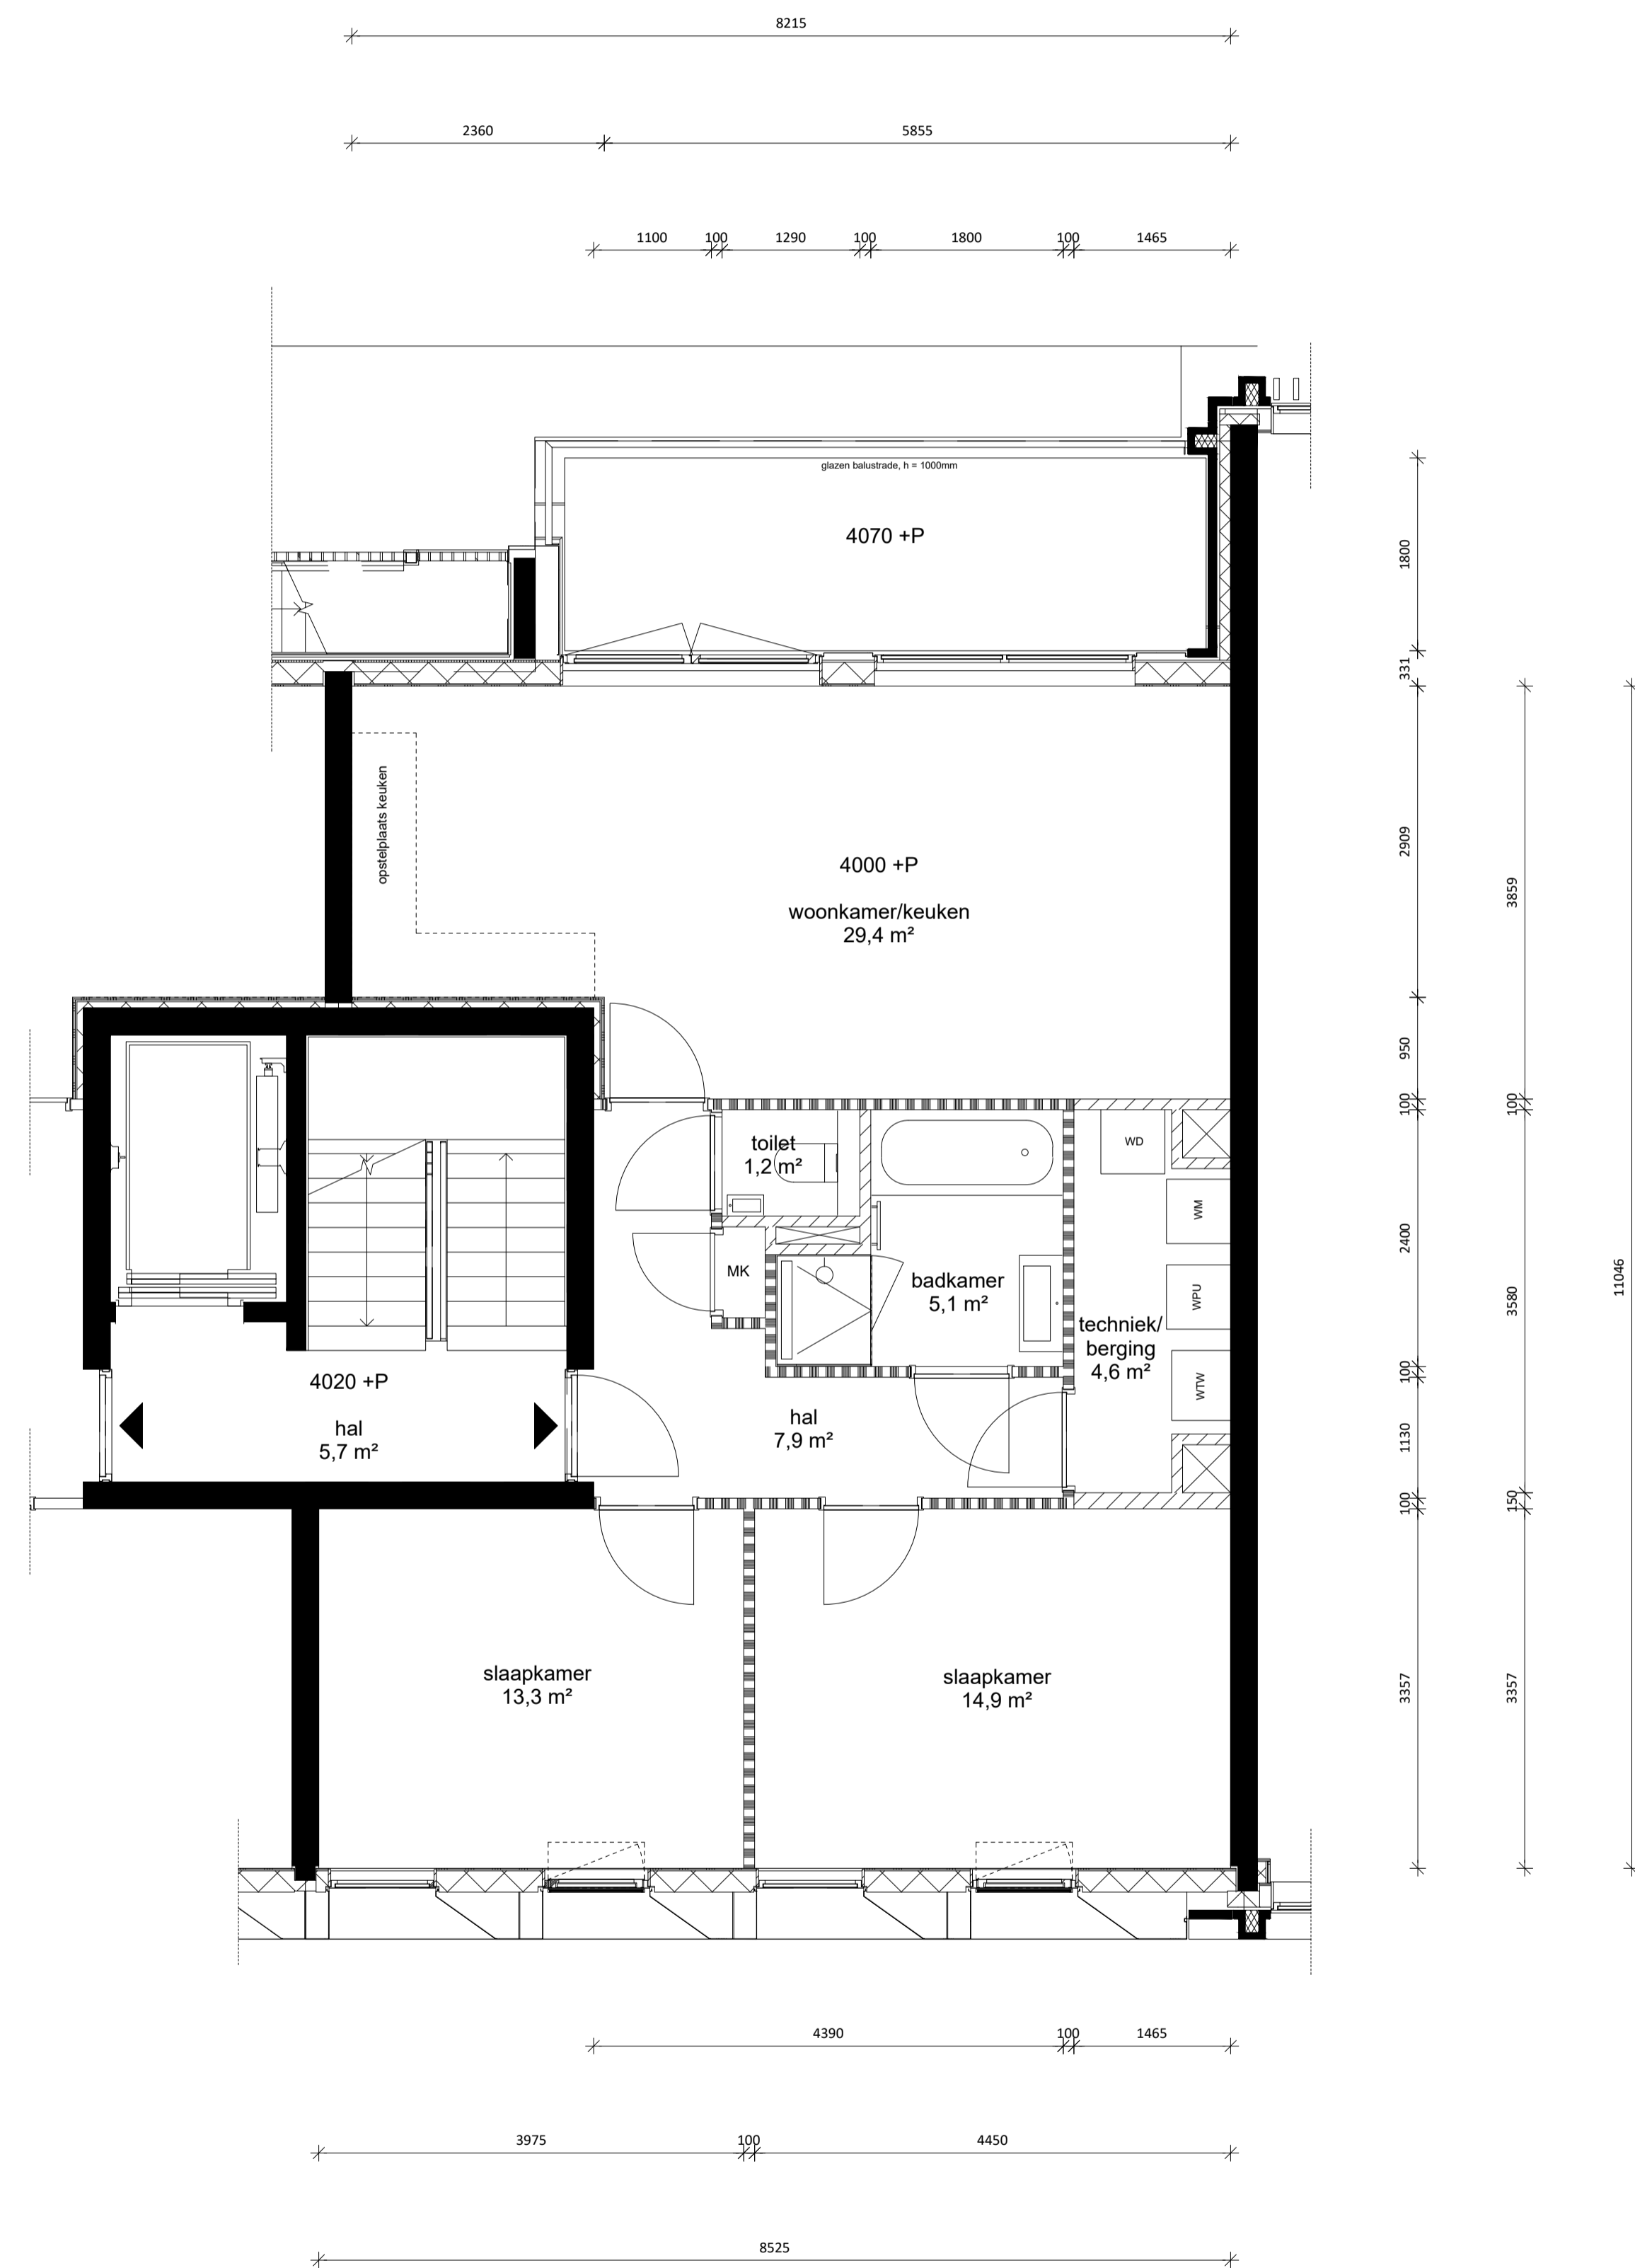 8215
2360
5855
1100
100
1290
100
1800
100
1465
glazen balustrade, h = 1000mm
4070 +P
1800
331
opstelplaats keuken
4000 +P
woonkamer/keuken
29,4 m²
2909
3859
950
100
100
toilet
1,2 m²
WD
WM
2400
MK
badkamer
5,1 m²
WPU
11046
3580
techniek/
berging
4,6 m²
100
WTW
4020 +P
hal
5,7 m²
hal
7,9 m²
1130
100
150
slaapkamer
13,3 m²
slaapkamer
14,9 m²
3357
3357
4390
100
1465
3975
100
4450
8525